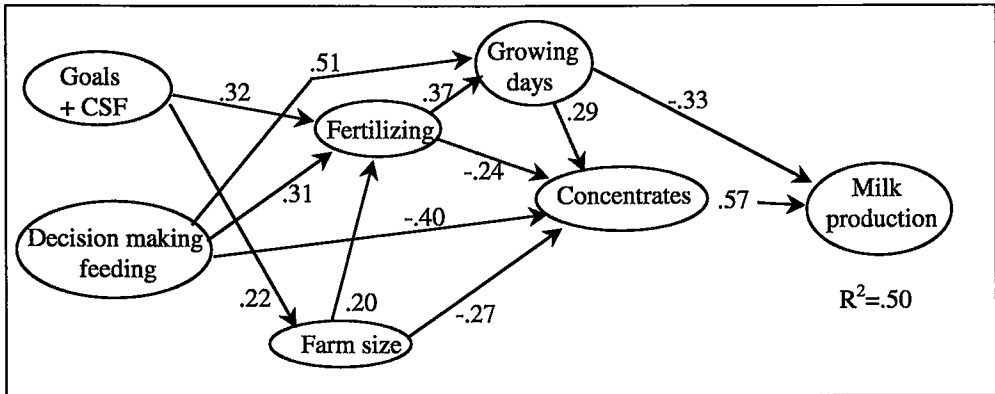 Goals
+ CSF
.32
.51
Growing
days
.37
-.33
Fertilizing
.29
-.24
.31
Concentrates
.57
Milk
production
Decision making
feeding
-.40
.22
.20
-.27
R²=.50
Farm size